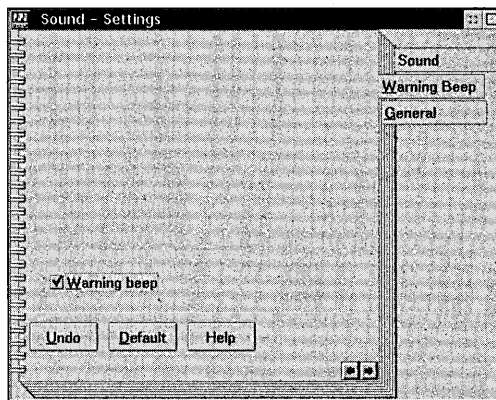 Sound - Settings
Sound
Warning Beep
General
Warning beep
Undo Default Help